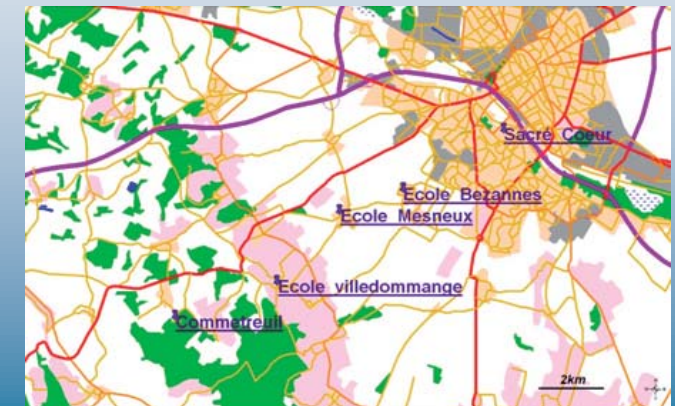 Sacré Coeur
Ecole Bezannes
Ecole Mesneux
Ecole villedommange
Commetreuil
2km